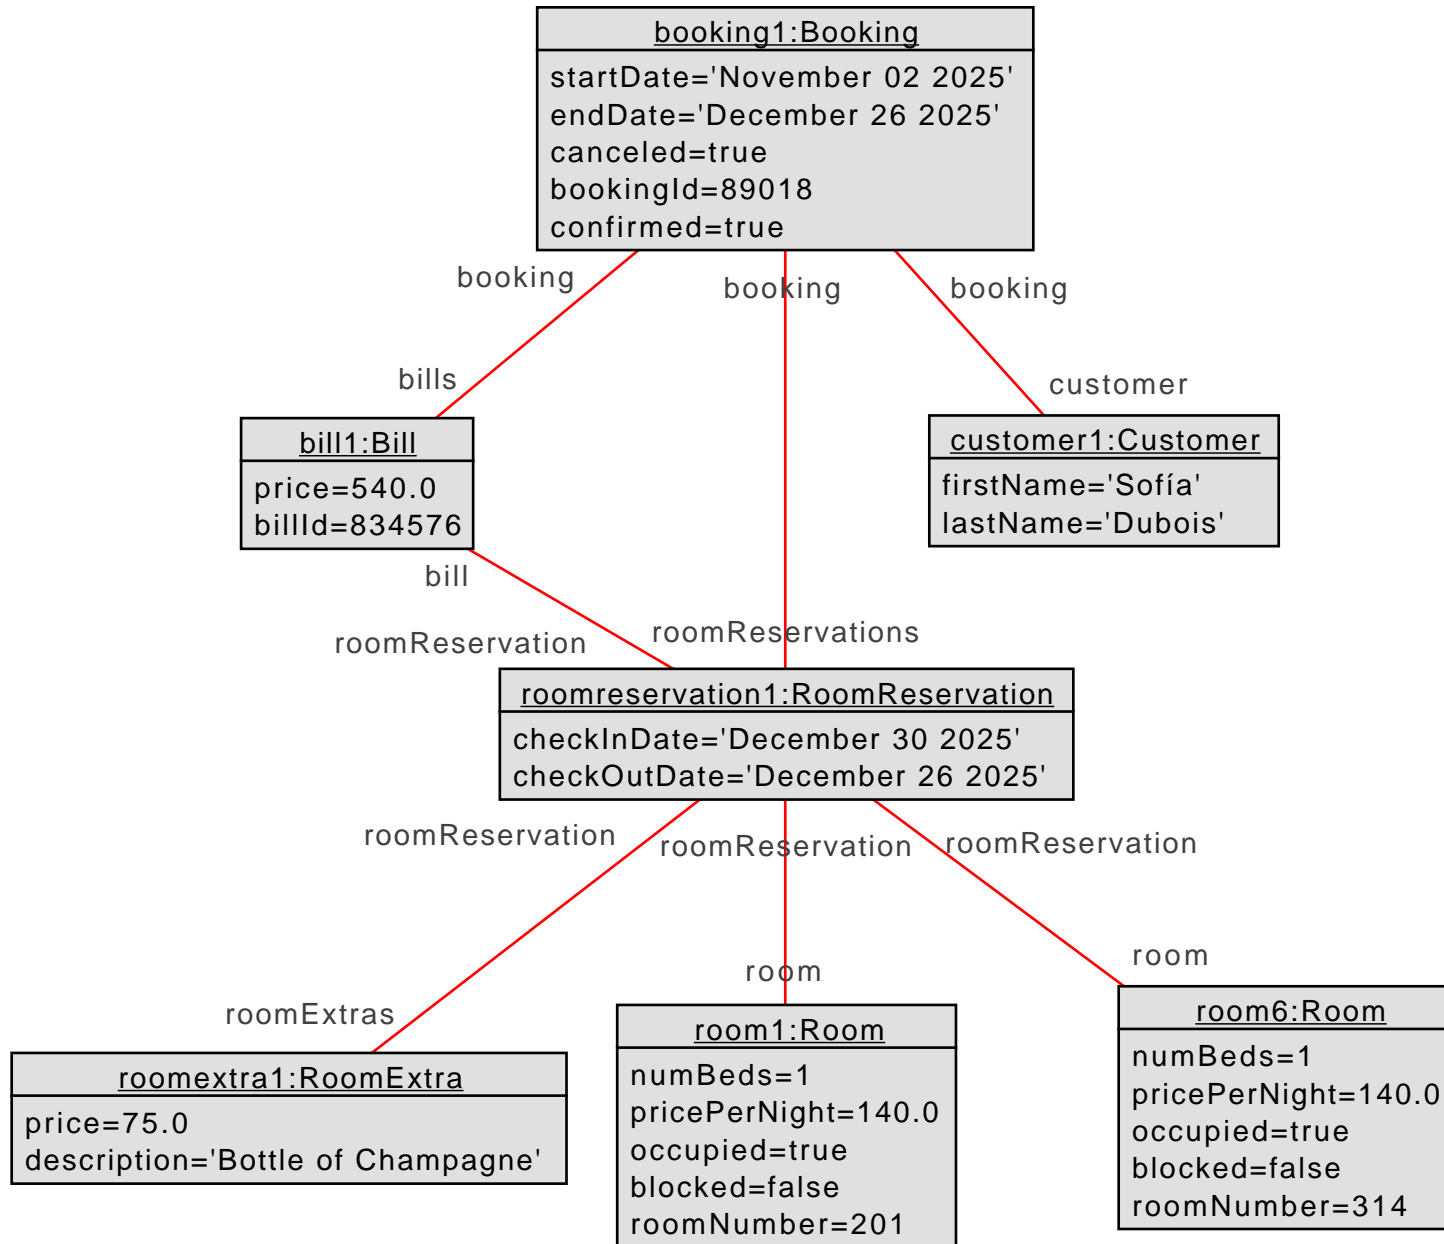 booking1:Booking
startDate='November 02 2025'
endDate='December 26 2025'
canceled=true
bookingId=89018
confirmed=true
booking
booking
booking
bills
customer
bill1:Bill
price=540.0
billId=834576
customer1:Customer
firstName='Sofía'
lastName='Dubois'
bill
roomReservation
roomReservations
roomreservation1:RoomReservation
checkInDate='December 30 2025'
checkOutDate='December 26 2025'
roomReservation
roomReservation
roomReservation
roomExtras
room
room
roomextra1:RoomExtra
price=75.0
description='Bottle of Champagne'
room1:Room
numBeds=1
pricePerNight=140.0
occupied=true
blocked=false
roomNumber=201
room6:Room
numBeds=1
pricePerNight=140.0
occupied=true
blocked=false
roomNumber=314